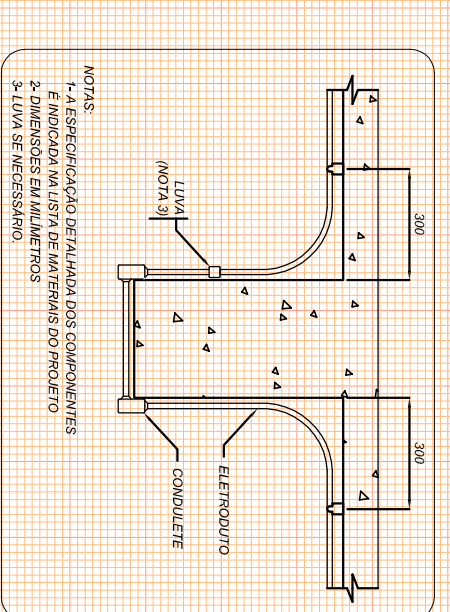 300
300
LUVA
(NOTA 3)
ELETRODUTO
CONDULETE
NOTAS:
1- A ESPECIFICAÇÃO DETALHADA DOS COMPONENTES
É INDICADA NA LISTA DE MATERIAIS DO PROJETO
2- DIMENSÕES EM MILÍMETROS
3- LUVA SE NECESSÁRIO.